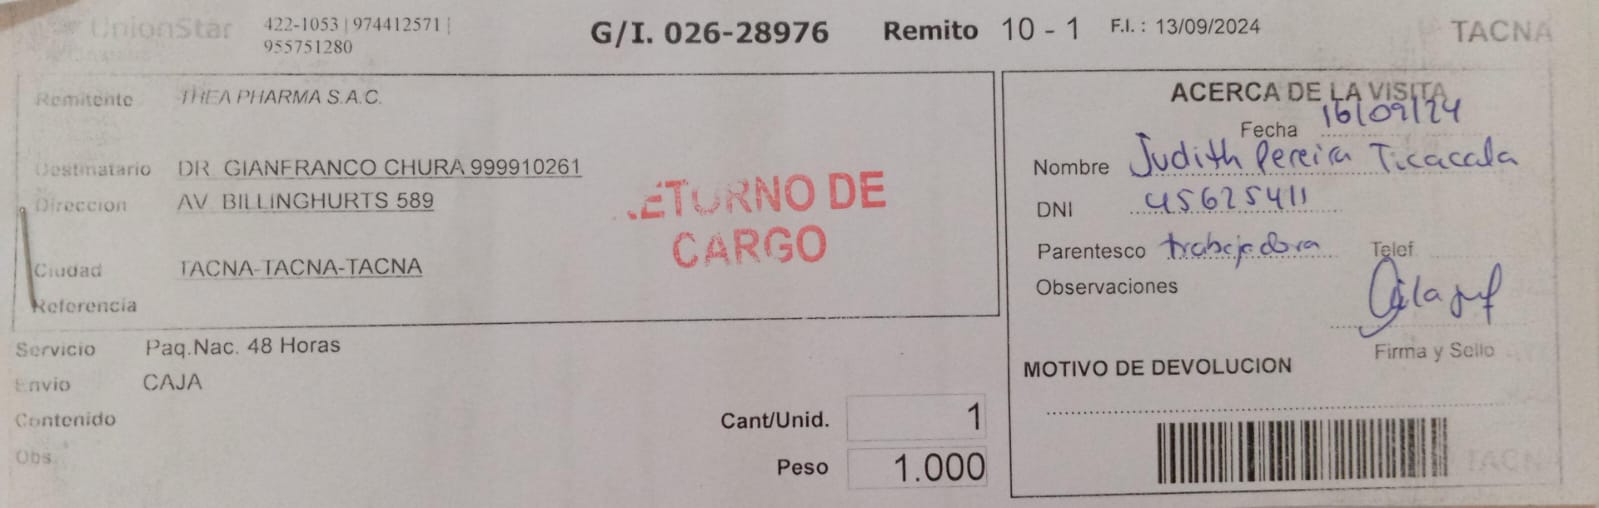 UnionStar
422-1053 | 974412571 |
955751280
G/I. 026-28976 Remito 10 - 1 F.I. : 13/09/2024 TACNA
Remitente THEA PHARMA S.A.C.
Destinatario DR. GIANFRANCO CHURA 999910261
Direccion AV. BILLINGHURTS 589
Ciudad TACNA-TACNA-TACNA
Referencia
RETORNO DE
CARGO
Servicio Paq.Nac. 48 Horas
Envio CAJA
Contenido
Obs.
Cant/Unid. 1
Peso 1.000
ACERCA DE LA VISITA
Fecha 16/09/24
Nombre Judith Pereira Ticacala
DNI 45625411
Parentesco trabajadora Telef
Observaciones
Firma y Sello
MOTIVO DE DEVOLUCION
TACNA